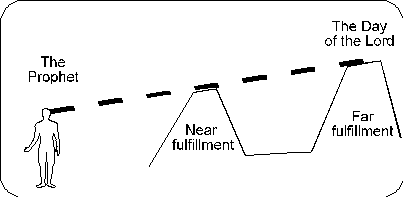 The Day
of the Lord
The
Prophet
Near
fulfillment
Far
fulfillment